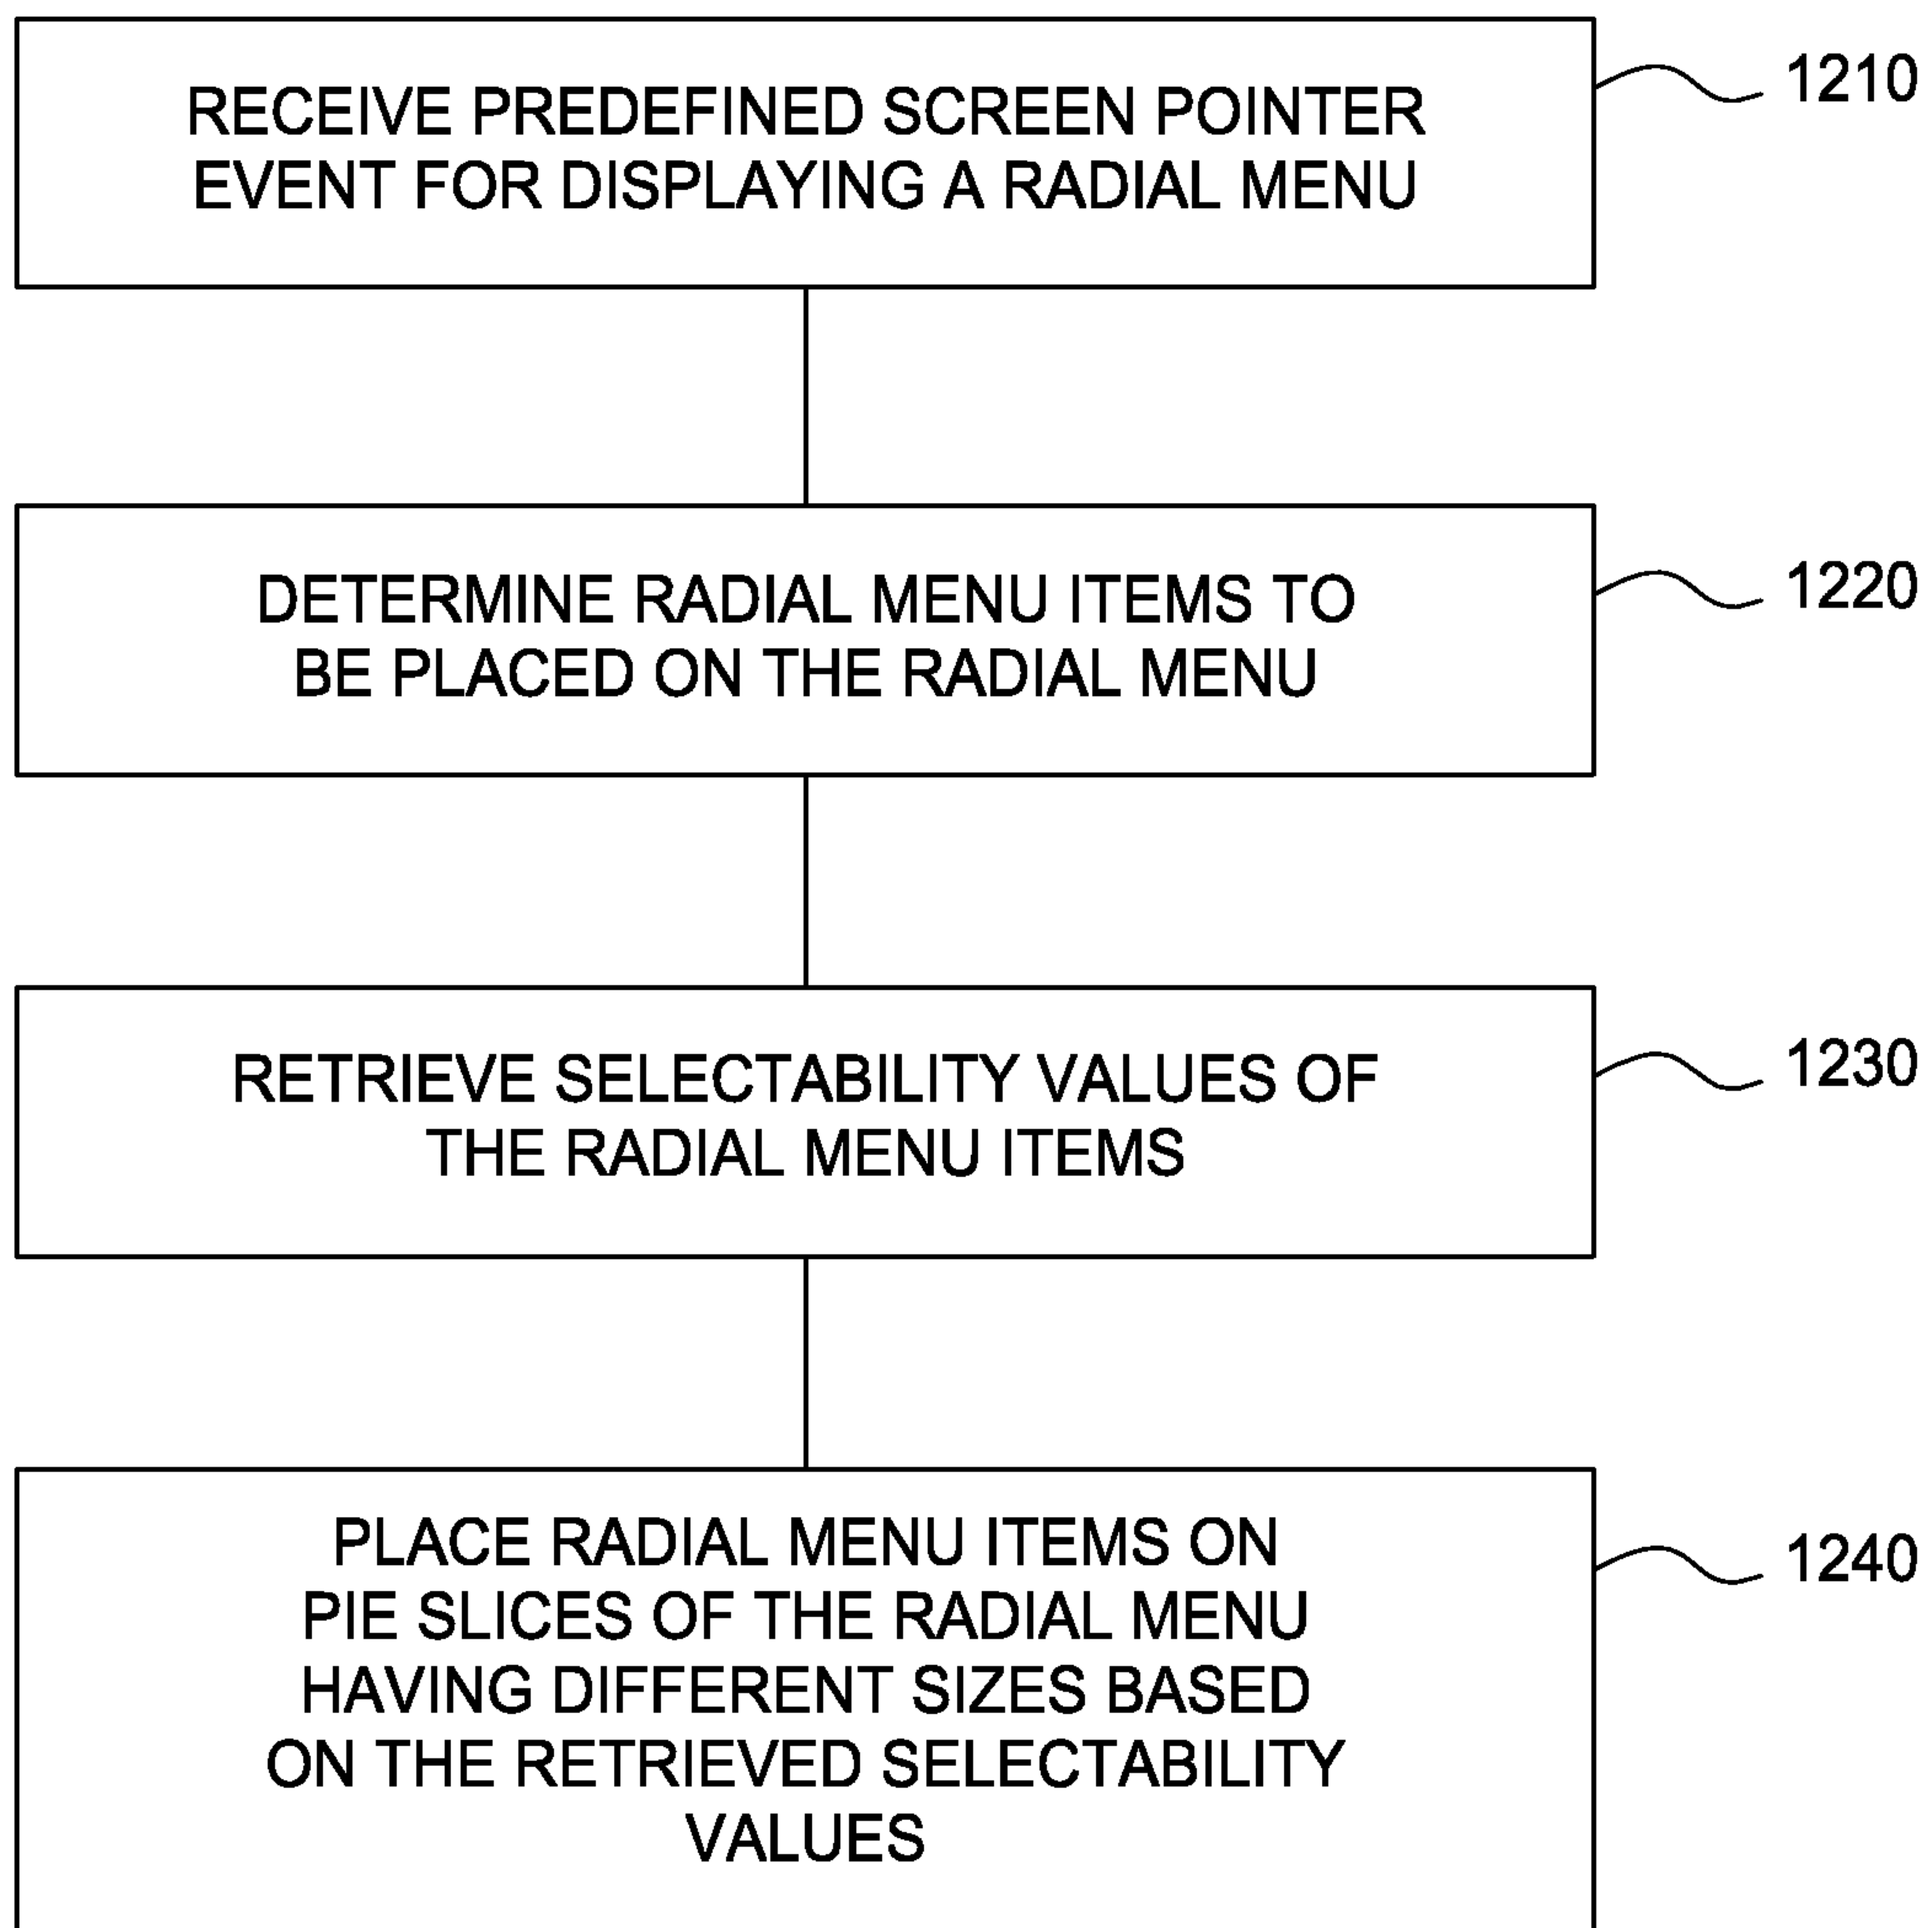 RECEIVE PREDEFINED SCREEN POINTER
EVENT FOR DISPLAYING A RADIAL MENU
1210
DETERMINE RADIAL MENU ITEMS TO
BE PLACED ON THE RADIAL MENU
1220
RETRIEVE SELECTABILITY VALUES OF
THE RADIAL MENU ITEMS
1230
PLACE RADIAL MENU ITEMS ON
PIE SLICES OF THE RADIAL MENU
HAVING DIFFERENT SIZES BASED
ON THE RETRIEVED SELECTABILITY
VALUES
1240